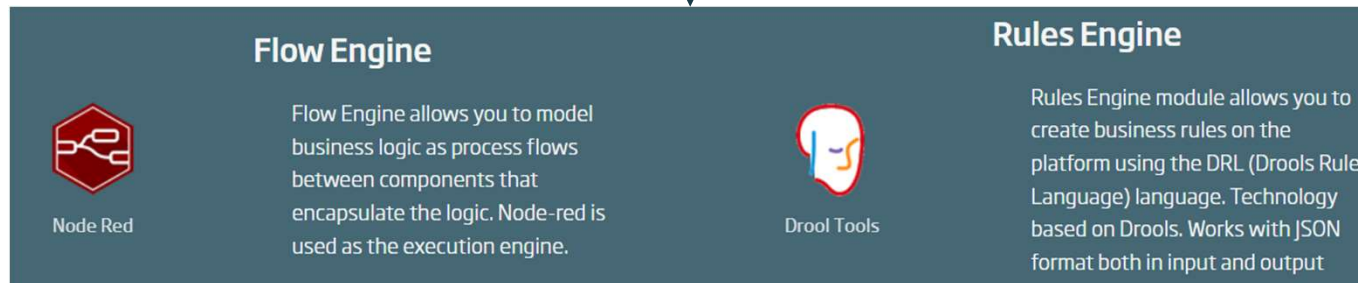 Flow Engine
Flow Engine allows you to model
business logic as process flows
between components that
encapsulate the logic. Node-red is
used as the execution engine.
Node Red
Rules Engine
Rules Engine module allows you to
create business rules on the
platform using the DRL (Drools Rule
Language) language. Technology
based on Drools. Works with JSON
format both in input and output
Drool Tools